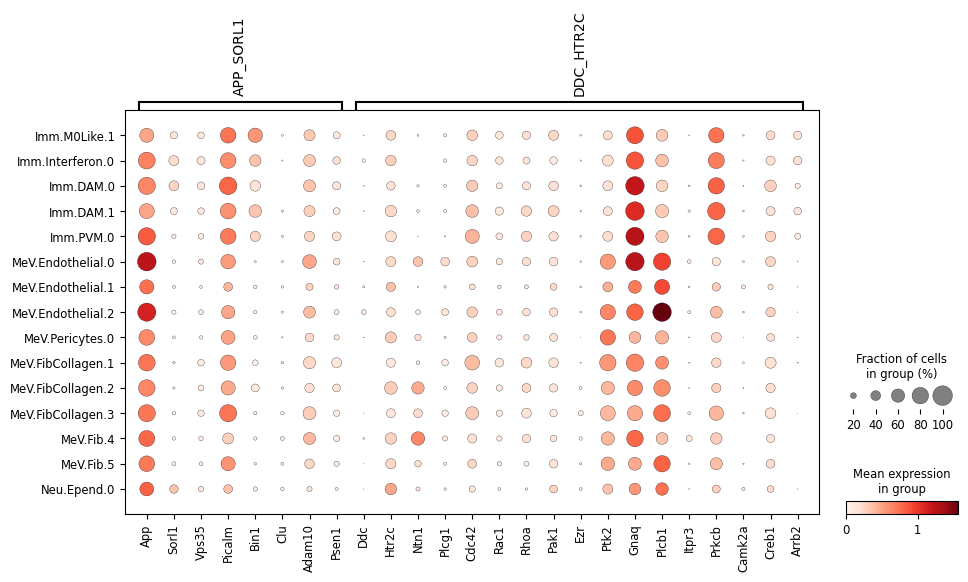 APP_SORL1
DDC_HTR2C
Imm.M0Like.1
Imm.Interferon.0
Imm.DAM.0
Imm.DAM.1
Imm.PVM.0
MeV.Endothelial.0
MeV.Endothelial.1
MeV.Endothelial.2
MeV.Pericytes.0
MeV.FibCollagen.1
MeV.FibCollagen.2
MeV.FibCollagen.3
MeV.Fib.4
MeV.Fib.5
Neu.Epend.0
App
Sorl1
Vps35
Picalm
Bin1
Clu
Adam10
Psen1
Ddc
Htr2c
Ntn1
Plcg1
Cdc42
Rac1
Rhoa
Pak1
Ezr
Ptk2
Gnaq
Plcb1
Itpr3
Prkcb
Camk2a
Creb1
Arrb2
Fraction of cells
in group (%)
20 40 60 80 100
Mean expression
in group
0 1